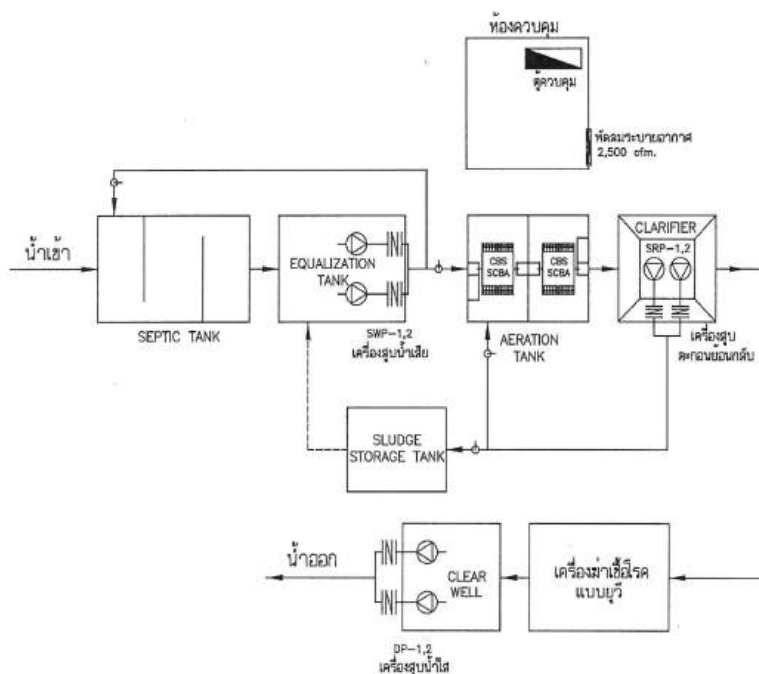 ห้องควบคุม
ตู้ควบคุม
พัดลมระบายอากาศ
2,500 cfm.
น้ำเข้า
SEPTIC TANK
EQUALIZATION
TANK
SWP-1,2
เครื่องสูบน้ำเสีย
CBS
SCBA
CBS
SCBA
AERATION
TANK
CLARIFIER
SRP-1,2
เครื่องสูบ
ตะกอนย้อนกลับ
SLUDGE
STORAGE TANK
น้ำออก
CLEAR
WELL
DP-1,2
เครื่องสูบน้ำใส
เครื่องฆ่าเชื้อโรค
แบบยูวี